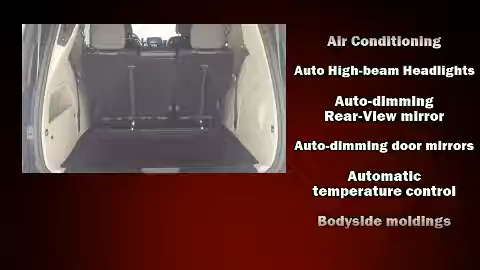 Air Conditioning
Auto High-beam Headlights
Auto-dimming
Rear-View mirror
Auto-dimming door mirrors
Automatic
temperature control
Bodyside moldings